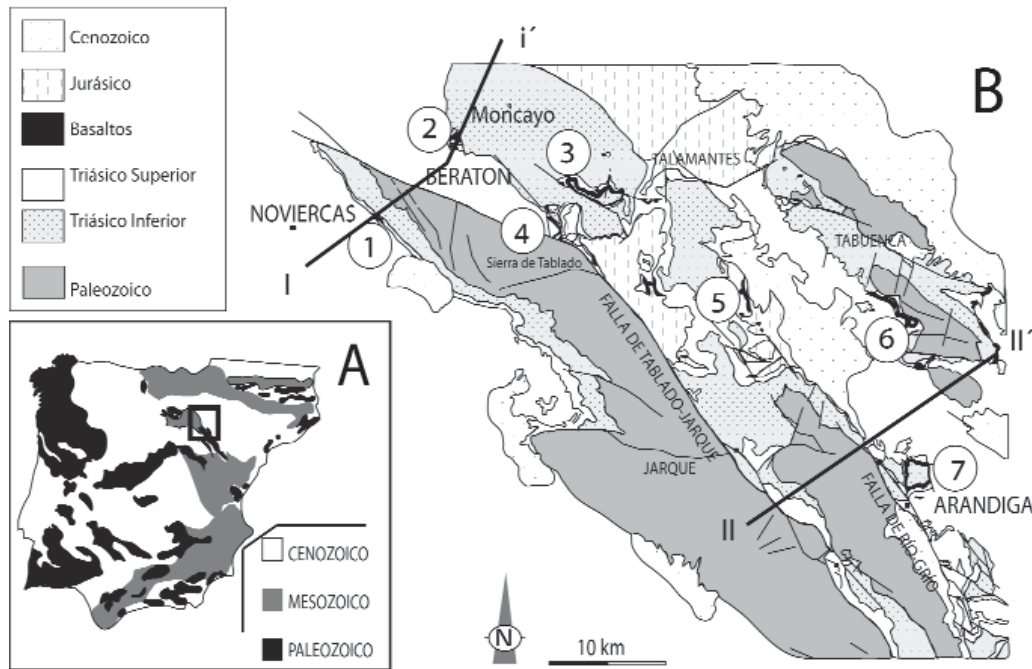 Cenozoico
Jurásico
Basaltos
Triásico Superior
Triásico Inferior
Paleozoico
A
CENOZOICO
MESOZOICO
PALEOZOICO
B
I´
2
Moncayo
3
TALAMANTES
BERATON
NOVIERCAS
1
4
Sierra de Tablado
I
TABUENCA
5
6
II´
FALLA DE TABLADO-JARQUE
JARQUE
II
FALLA DE RIO
7
ARANDIGA
N
10 km